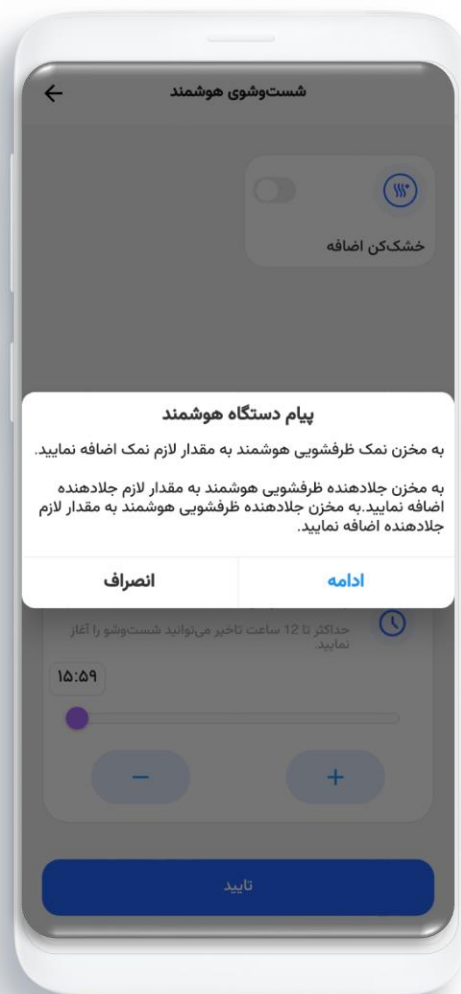 شست‌وشوی هوشمند
خشک‌کن اضافه
پیام دستگاه هوشمند
به مخزن نمک ظرفشویی هوشمند به مقدار لازم نمک اضافه نمایید.
به مخزن جلادهنده ظرفشویی هوشمند به مقدار لازم جلادهنده
اضافه نمایید.به مخزن جلادهنده ظرفشویی هوشمند به مقدار لازم
جلادهنده اضافه نمایید.
ادامه
انصراف
حداکثر تا 12 ساعت تاخیر می‌توانید شست‌وشو را آغاز
نمایید.
۱۵:۵۹
تایید